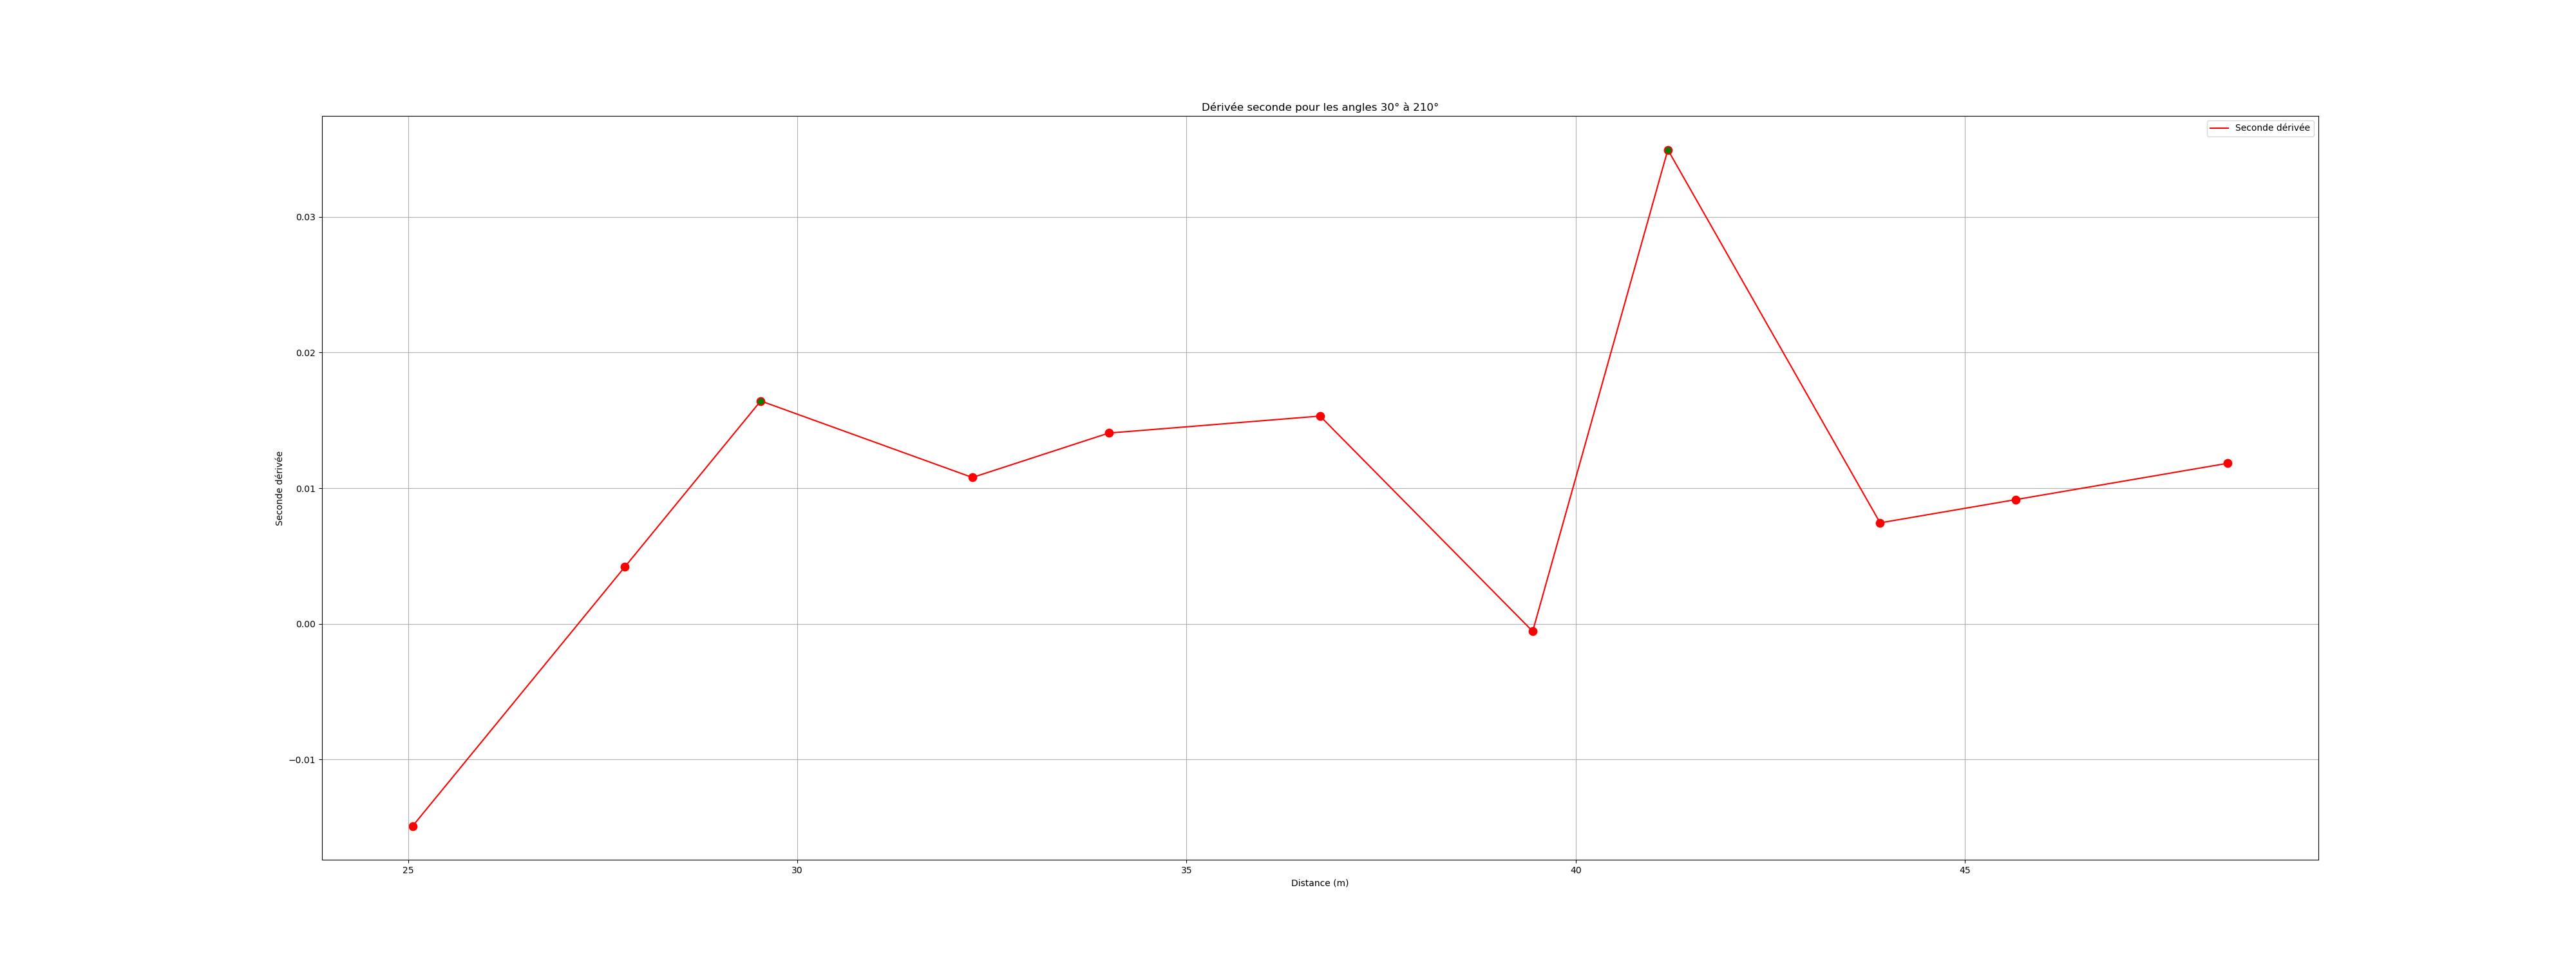 Dérivée seconde pour les angles 30° à 210°
Seconde dérivée
0.03
0.02
0.01
0.00
−0.01
Seconde dérivée
25
30
35
40
45
Distance (m)